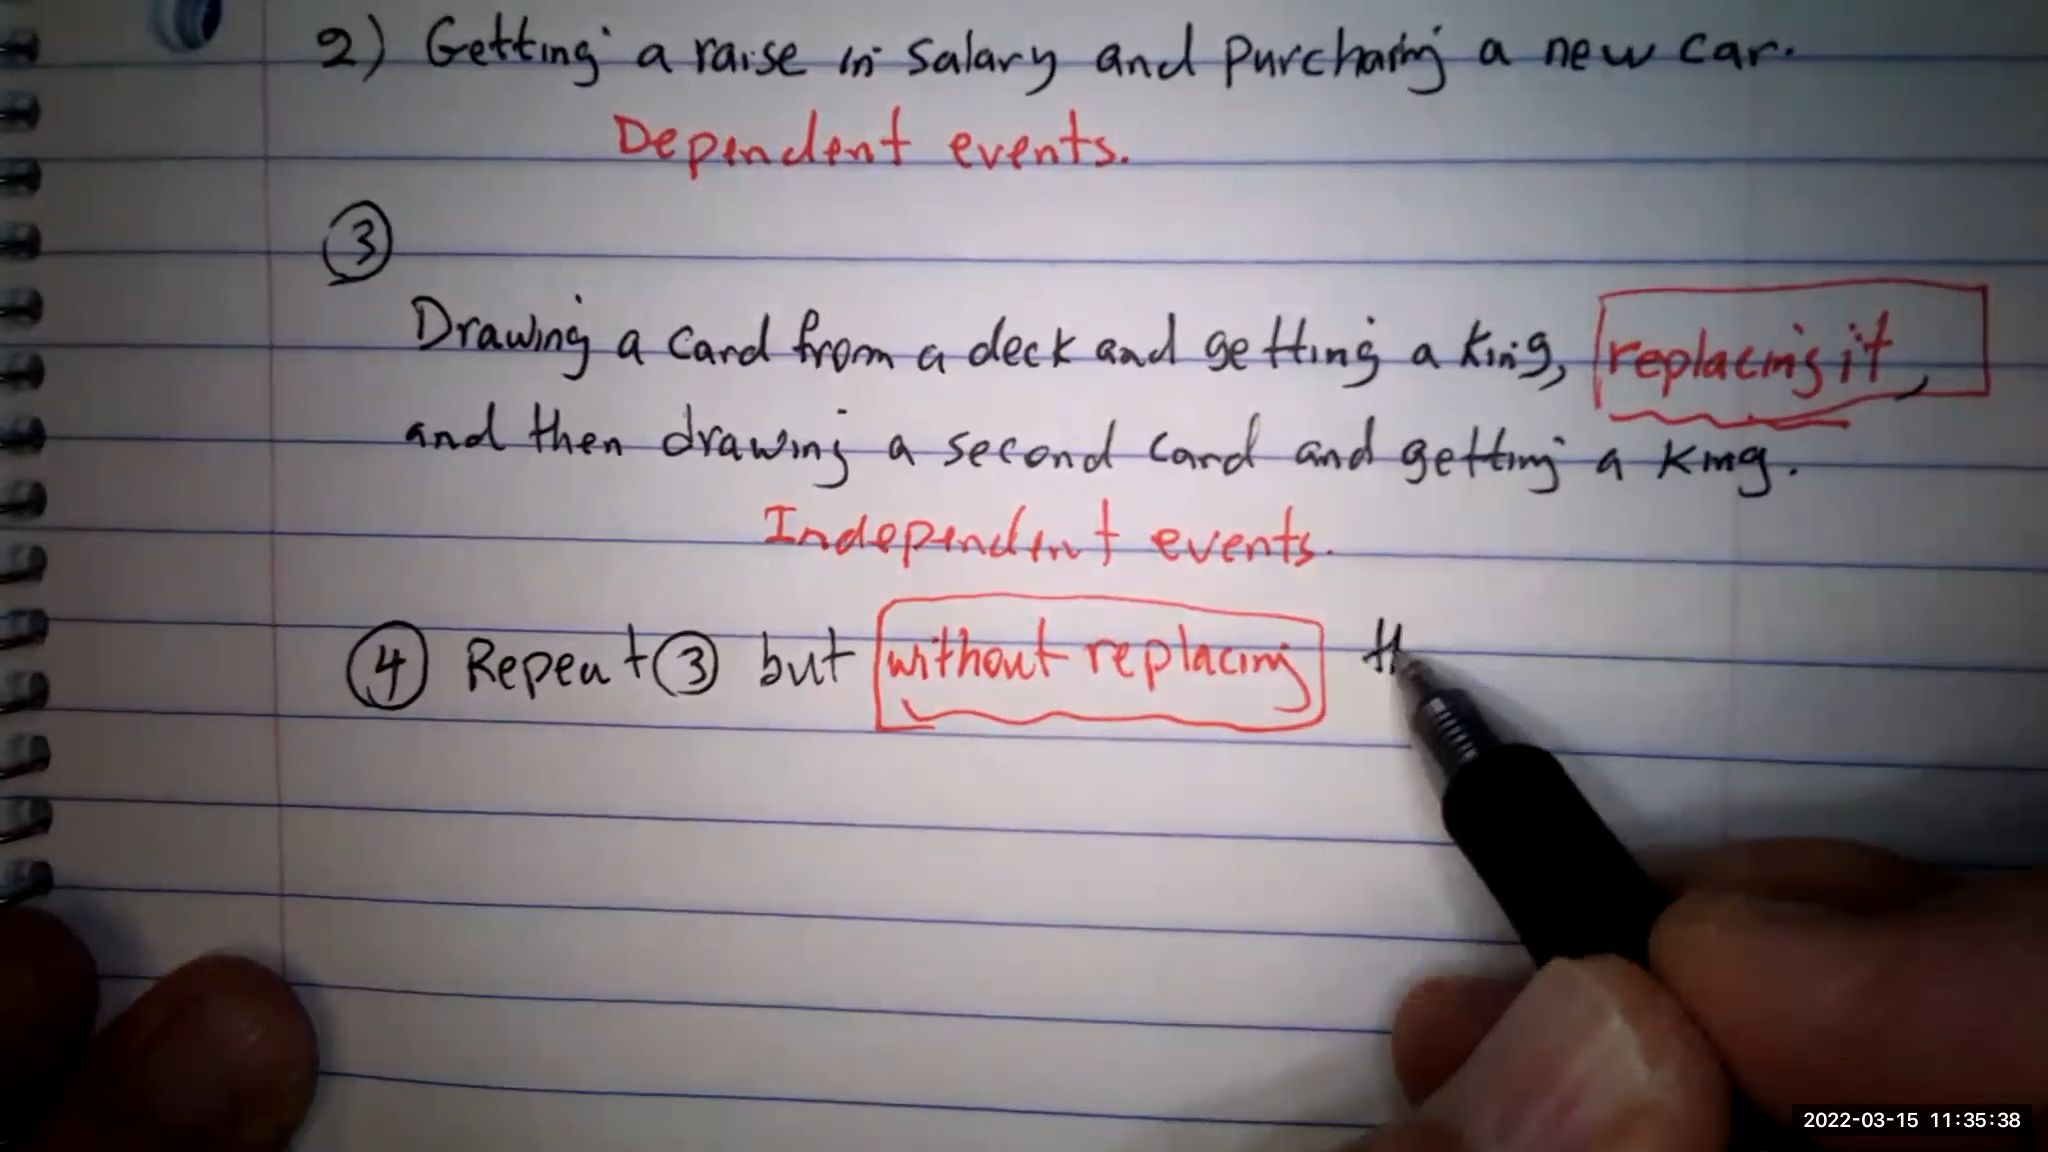 2) Getting a raise in salary and purchasing a new car.
Dependent events.
3
Drawing a card from a deck and getting a king, replacing it,
and then drawing a second card and getting a King.
Independent events.
4 Repeat 3 but without replacing th
2022-03-15 11:35:38